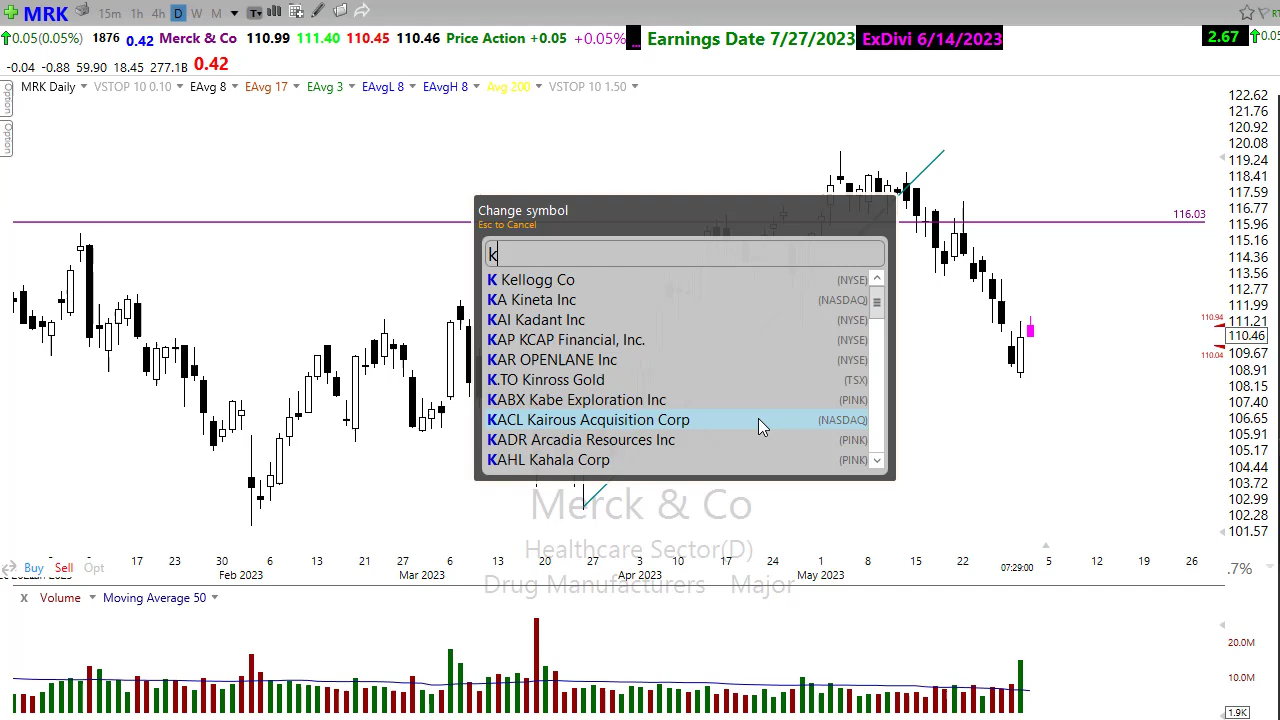 MRK 15m 1h 4h D W M
0.05(0.05%) 1876 0.42 Merck & Co 110.99 111.40 110.45 110.46 Price Action +0.05 +0.05% ... Earnings Date 7/27/2023 ExDivi 6/14/2023 2.67
-0.04 -0.88 59.90 18.45 277.1B 0.42
MRK Daily VSTOP 10 0.10 EAvg 8 EAvg 17 EAvg 3 EAvgL 8 EAvgH 8 Avg 200 VSTOP 10 1.50
Option
Option
122.62
121.76
120.92
120.08
119.24
118.41
117.59
116.77
116.03
115.96
115.16
114.36
113.56
112.77
111.99
110.94
111.21
110.46
110.04
109.67
108.91
108.15
107.40
106.65
105.91
105.17
104.44
103.72
102.99
102.28
101.57
Change symbol
Esc to Cancel
k
K Kellogg Co (NYSE)
KA Kineta Inc (NASDAQ)
KAI Kadant Inc (NYSE)
KAP KCAP Financial, Inc. (NYSE)
KAR OPENLANE Inc (NYSE)
K.TO Kinross Gold (TSX)
KABX Kabe Exploration Inc (PINK)
KACL Kairous Acquisition Corp (NASDAQ)
KADR Arcadia Resources Inc (PINK)
KAHL Kahala Corp (PINK)
Merck & Co
Healthcare Sector(D)
Drug Manufacturers Major
17 23 30 6 13 21 27 6 13 20 27 3 10 17 24 1 8 15 22 5 12 19 26
Buy Sell Opt
Feb 2023 Mar 2023 Apr 2023 May 2023 07:29:00
.7%
X Volume Moving Average 50
20.0M
10.0M
1.9K